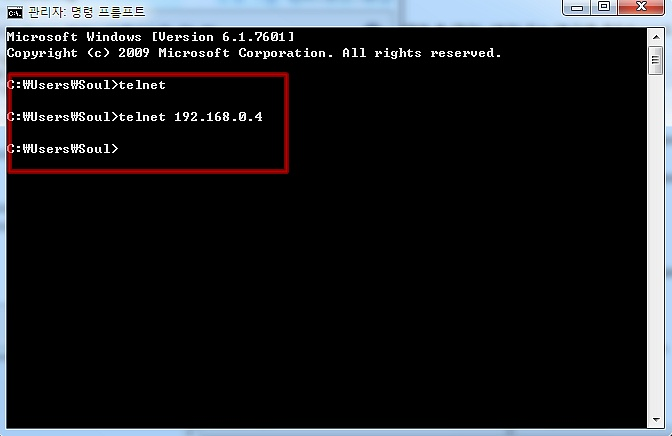 관리자: 명령 프롬프트
Microsoft Windows [Version 6.1.7601]
Copyright (c) 2009 Microsoft Corporation. All rights reserved.
C:₩Users₩Soul>telnet
C:₩Users₩Soul>telnet 192.168.0.4
C:₩Users₩Soul>